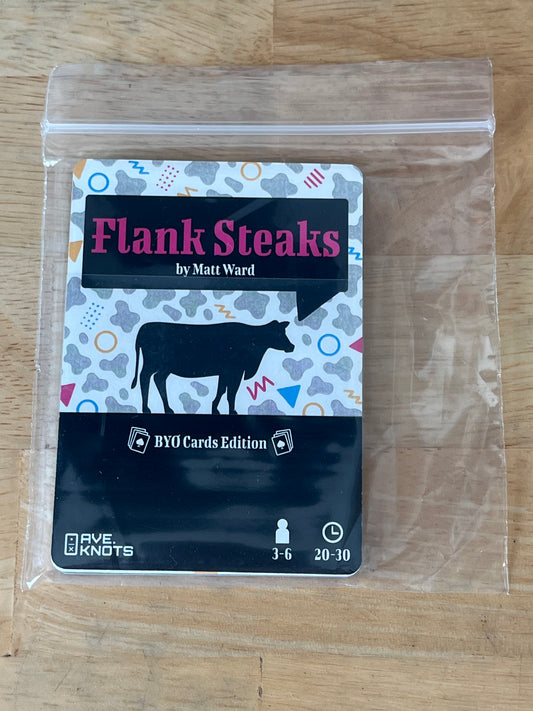 Flank Steaks
by Matt Ward
BYO Cards Edition
AVE.
KNOTS
3-6
20-30